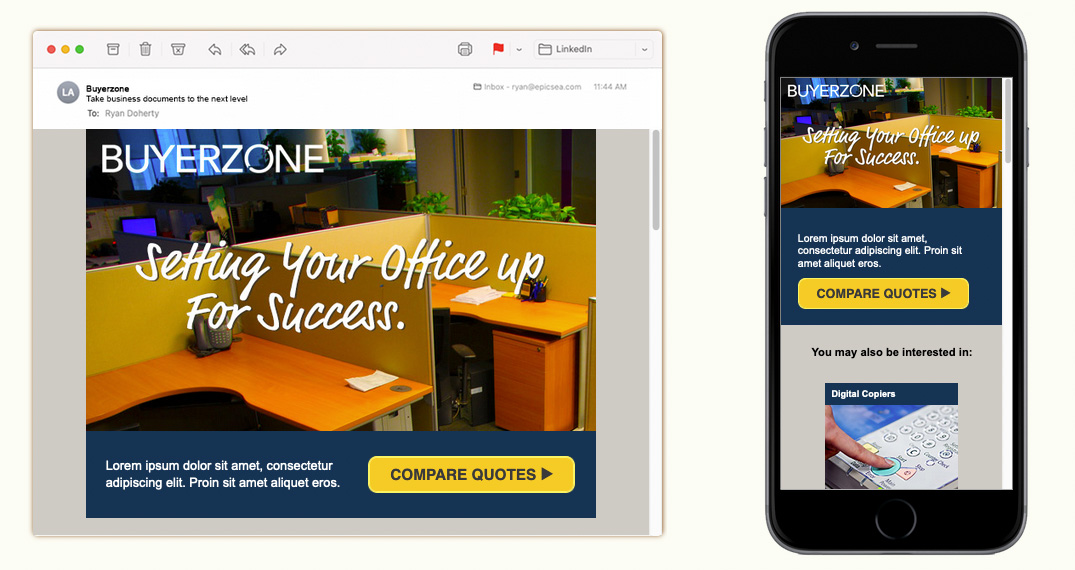 LinkedIn
LA
Buyerzone
Take business documents to the next level
To: Ryan Doherty
Inbox - ryan@epicsea.com 11:44 AM
BUYERZONE
Setting Your Office up
For Success.
Lorem ipsum dolor sit amet, consectetur
adipiscing elit. Proin sit amet aliquet eros.
COMPARE QUOTES ▶
BUYERZONE
Setting Your Office up
For Success.
Lorem ipsum dolor sit amet,
consectetur adipiscing elit. Proin sit
amet aliquet eros.
COMPARE QUOTES ▶
You may also be interested in:
Digital Copiers
Start
Stop